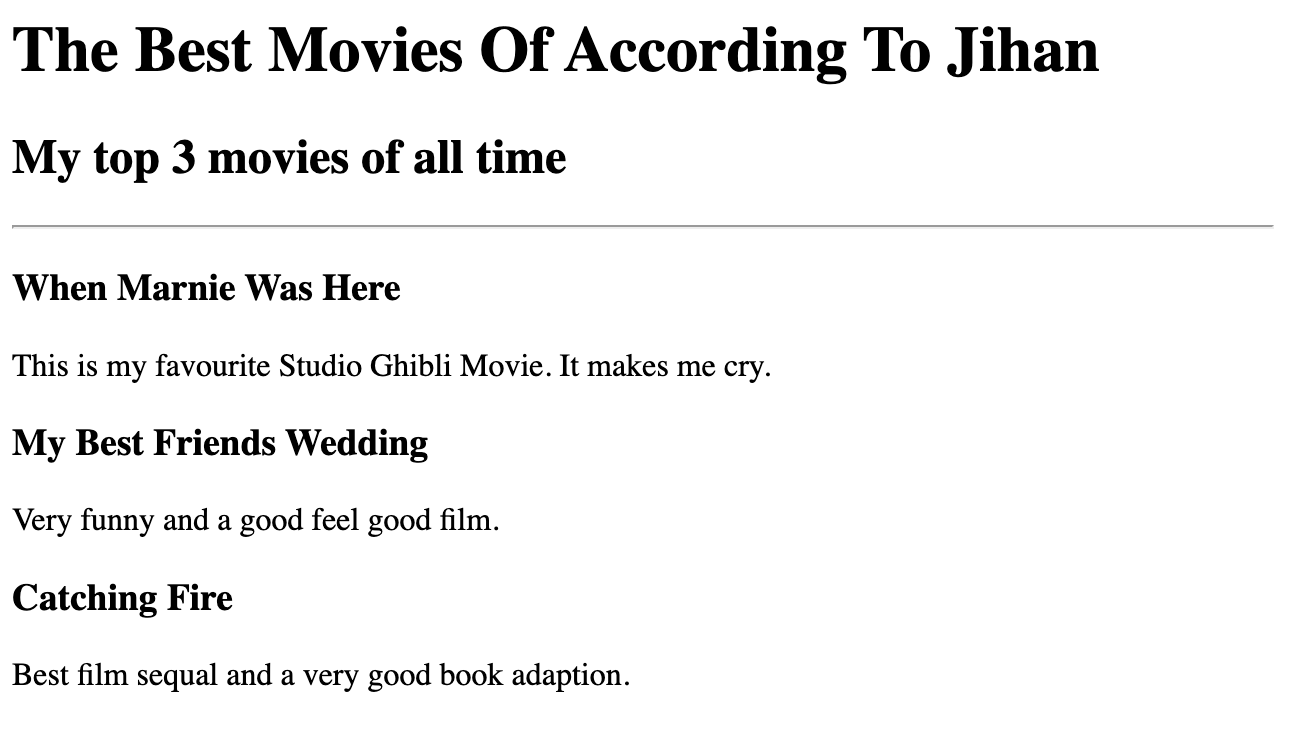 The Best Movies Of According To Jihan
My top 3 movies of all time
When Marnie Was Here
This is my favourite Studio Ghibli Movie. It makes me cry.
My Best Friends Wedding
Very funny and a good feel good film.
Catching Fire
Best film sequal and a very good book adaption.